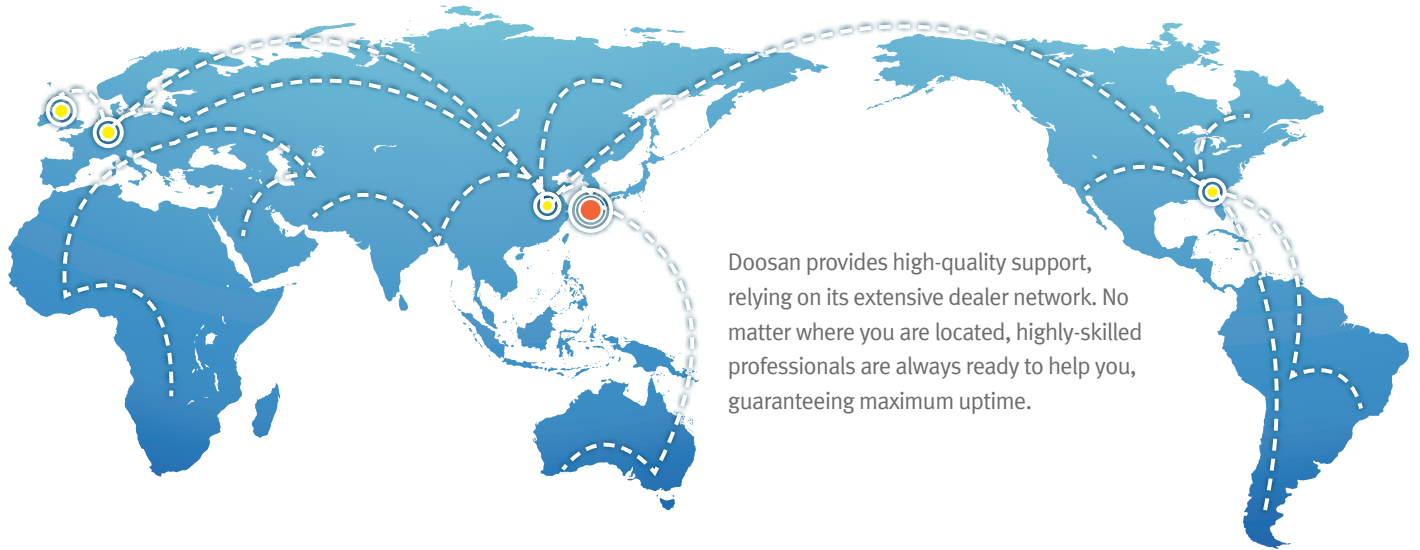 Doosan provides high-quality support,
relying on its extensive dealer network. No
matter where you are located, highly-skilled
professionals are always ready to help you,
guaranteeing maximum uptime.